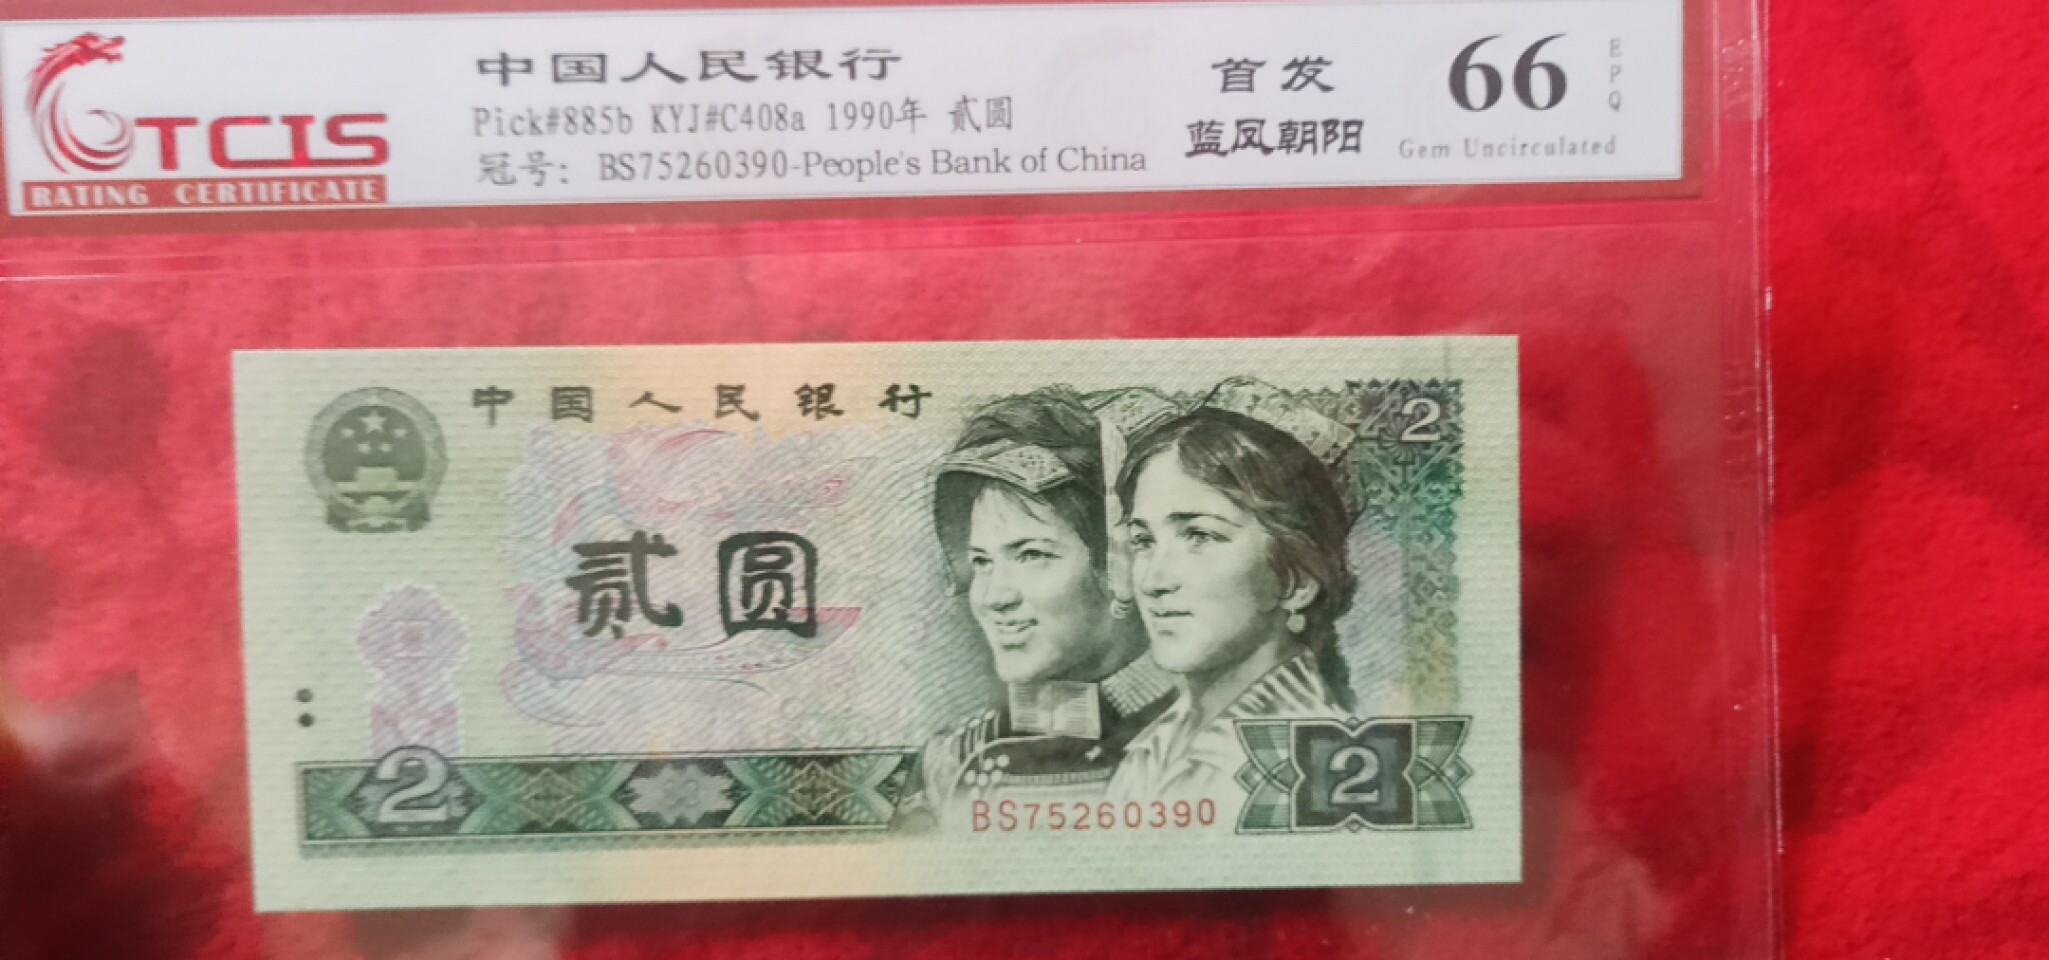 TCIS
RATING CERTIFICATE
中国人民银行
Pick#885b KYJ#C408a 1990年 贰圆
冠号: BS75260390-People's Bank of China
首发
蓝凤朝阳
66
EPQ
Gem Uncirculated
中国人民银行
2
贰圆
2
BS75260390
2